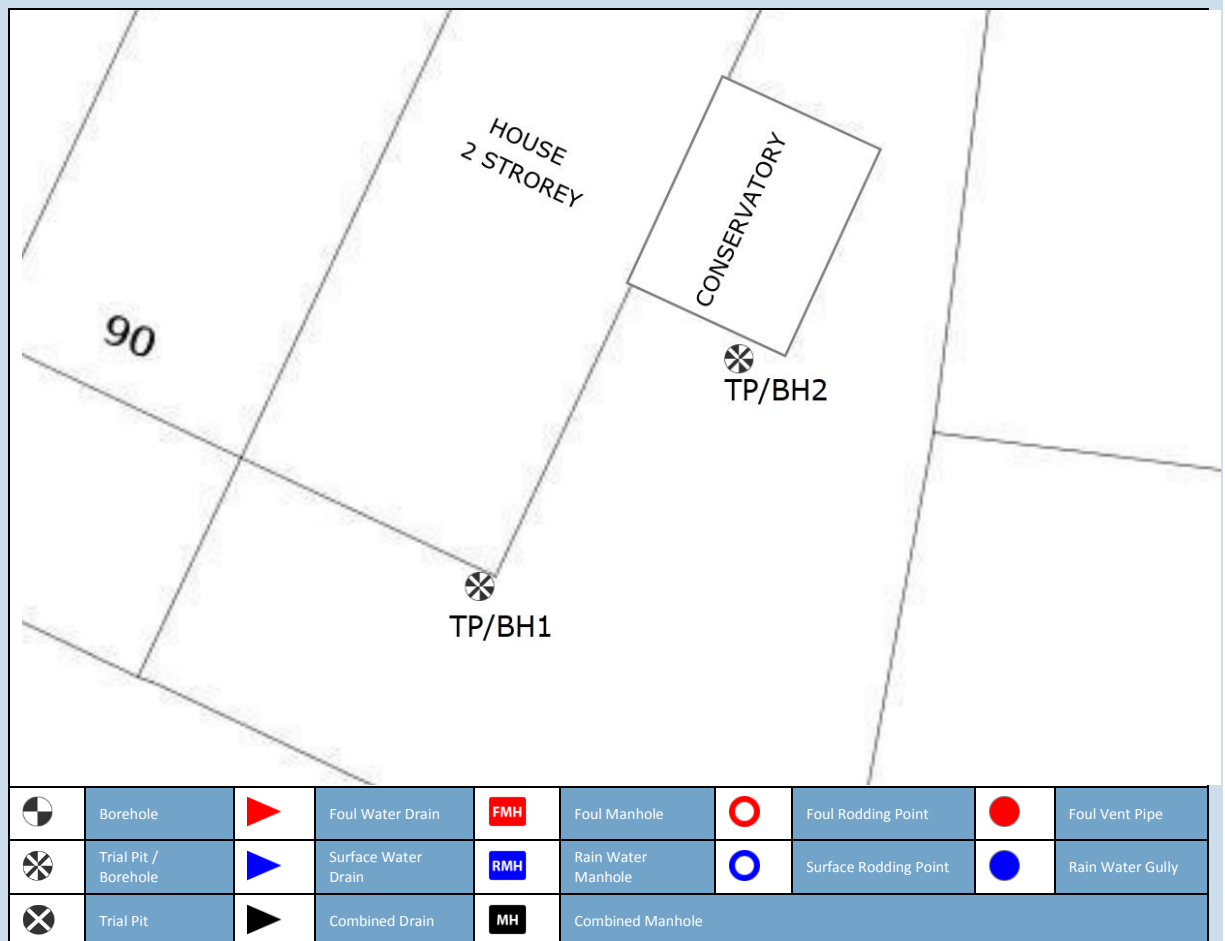 HOUSE
2 STROREY
CONSERVATORY
90
TP/BH2
TP/BH1
Borehole
Foul Water Drain
FMH
Foul Manhole
Foul Rodding Point
Foul Vent Pipe
Trial Pit /
Borehole
Surface Water
Drain
RMH
Rain Water
Manhole
Surface Rodding Point
Rain Water Gully
Trial Pit
Combined Drain
MH
Combined Manhole